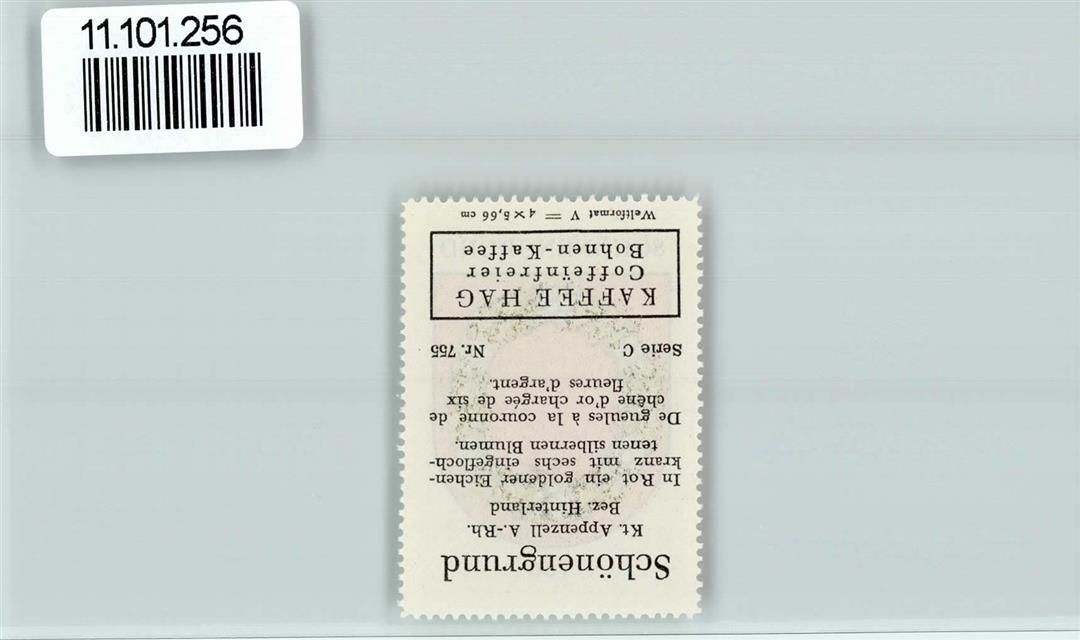 11.101.256
Schönengrund
Kt. Appenzell A.-Rh.
Bez. Hinterland
In Rot ein goldener Eichen-
kranz mit sechs eingefloch-
tenen silbernen Blumen.
De gueules à la couronne de
chêne d'or chargée de six
fleures d'argent.
Serie C Nr. 755
KAFFEE HAG
Coffeïnfreier
Bohnen-Kaffee
Weltformat V = 4×5,66 cm